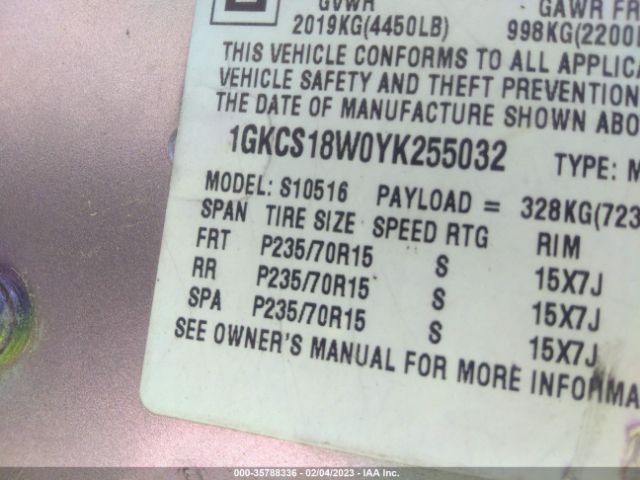 GVWR GAWR FR
2019KG(4450LB) 998KG(2200
THIS VEHICLE CONFORMS TO ALL APPLICA
VEHICLE SAFETY AND THEFT PREVENTION
THE DATE OF MANUFACTURE SHOWN ABO
1GKCS18W0YK255032 TYPE: M
MODEL: S10516 PAYLOAD = 328KG(723
SPAN TIRE SIZE SPEED RTG RIM
FRT P235/70R15 S 15X7J
RR P235/70R15 S 15X7J
SPA P235/70R15 S 15X7J
SEE OWNER'S MANUAL FOR MORE INFORMA
000-35788336 - 02/04/2023 - IAA Inc.